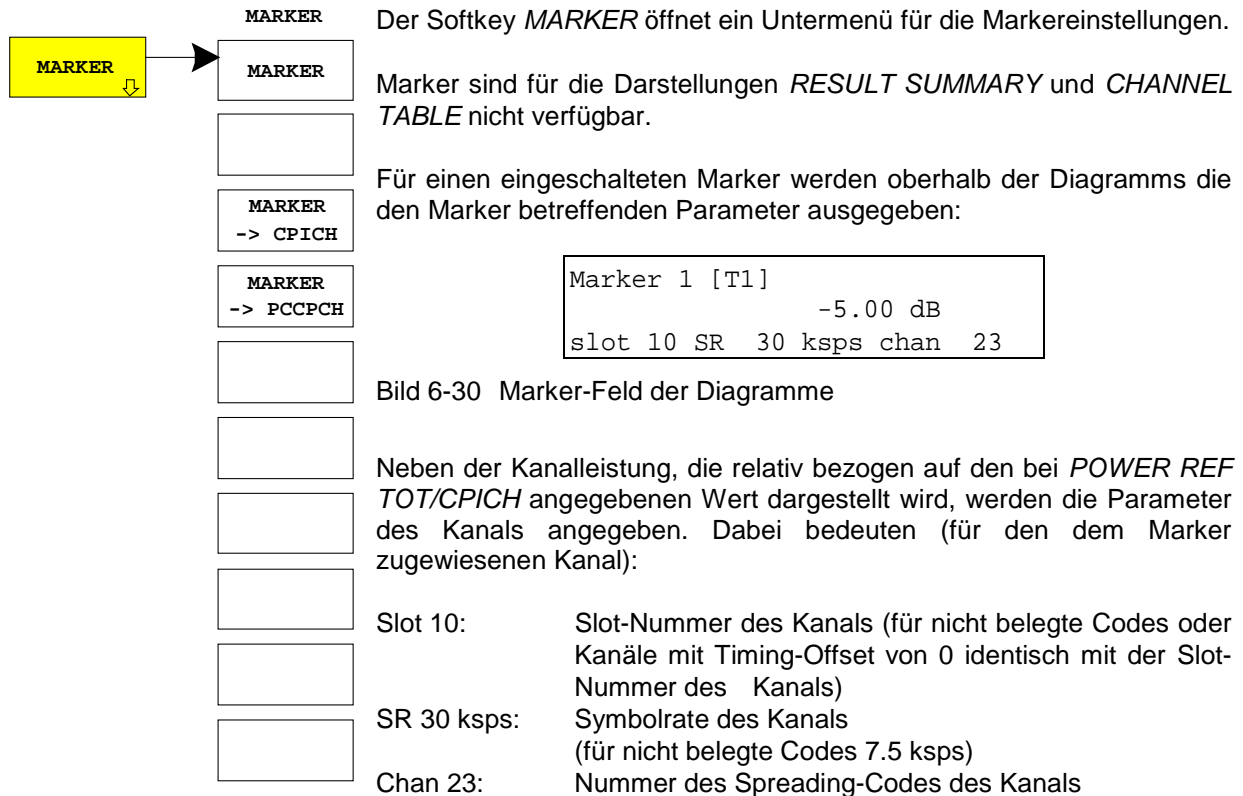 MARKER
MARKER
MARKER
MARKER
-> CPICH
MARKER
-> PCCPCH
Der Softkey MARKER öffnet ein Untermenü für die Markereinstellungen.
Marker sind für die Darstellungen RESULT SUMMARY und CHANNEL
TABLE nicht verfügbar.
Für einen eingeschalteten Marker werden oberhalb der Diagramms die
den Marker betreffenden Parameter ausgegeben:
Marker 1 [T1]
-5.00 dB
slot 10 SR 30 ksps chan 23
Bild 6-30 Marker-Feld der Diagramme
Neben der Kanalleistung, die relativ bezogen auf den bei POWER REF
TOT/CPICH angegebenen Wert dargestellt wird, werden die Parameter
des Kanals angegeben. Dabei bedeuten (für den dem Marker
zugewiesenen Kanal):
Slot 10: Slot-Nummer des Kanals (für nicht belegte Codes oder
Kanäle mit Timing-Offset von 0 identisch mit der Slot-
Nummer des Kanals)
SR 30 ksps: Symbolrate des Kanals
(für nicht belegte Codes 7.5 ksps)
Chan 23: Nummer des Spreading-Codes des Kanals